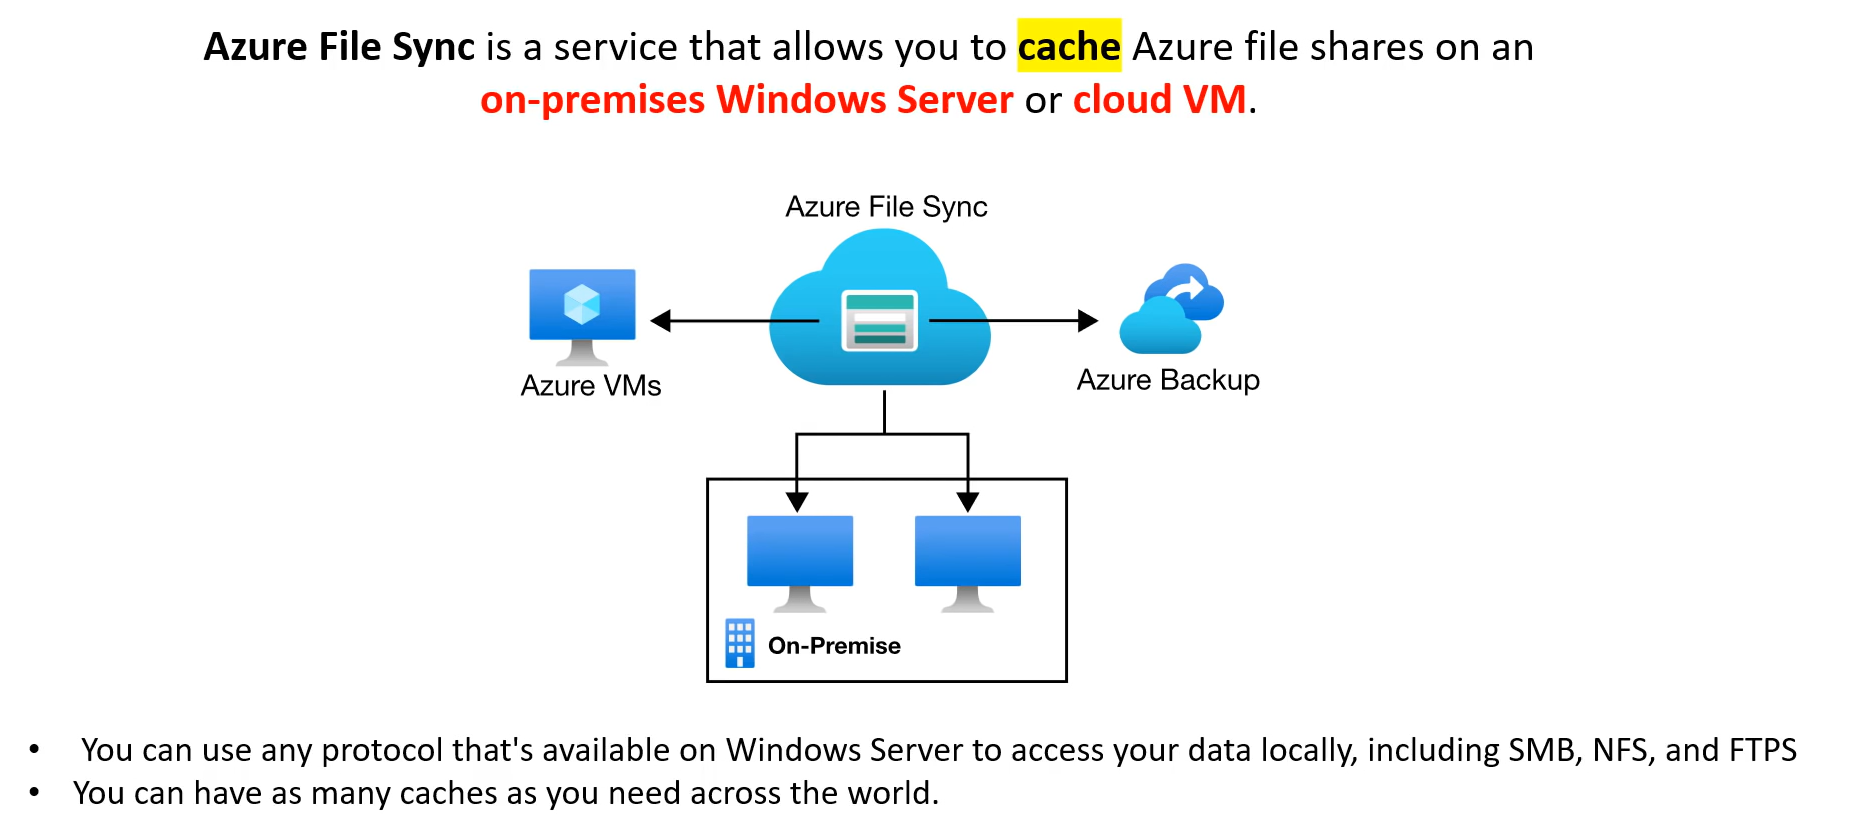 Azure File Sync is a service that allows you to cache Azure file shares on an
on-premises Windows Server or cloud VM.
Azure File Sync
Azure VMs
Azure Backup
On-Premise
• You can use any protocol that's available on Windows Server to access your data locally, including SMB, NFS, and FTPS
• You can have as many caches as you need across the world.